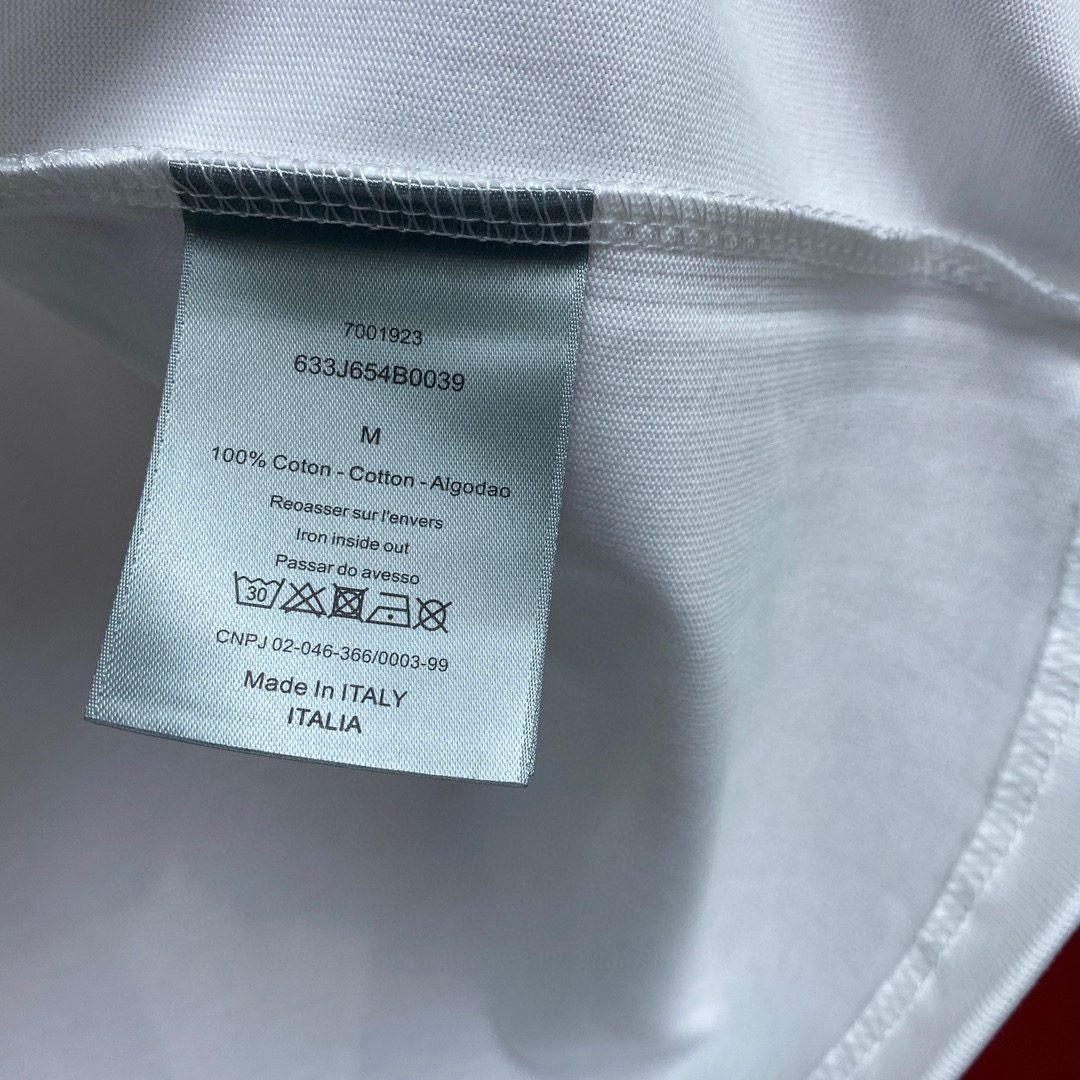 7001923
633J654B0039
M
100% Coton - Cotton - Algodao
Reoasser sur l'envers
Iron inside out
Passar do avesso
30
CNPJ 02-046-366/0003-99
Made In ITALY
ITALIA